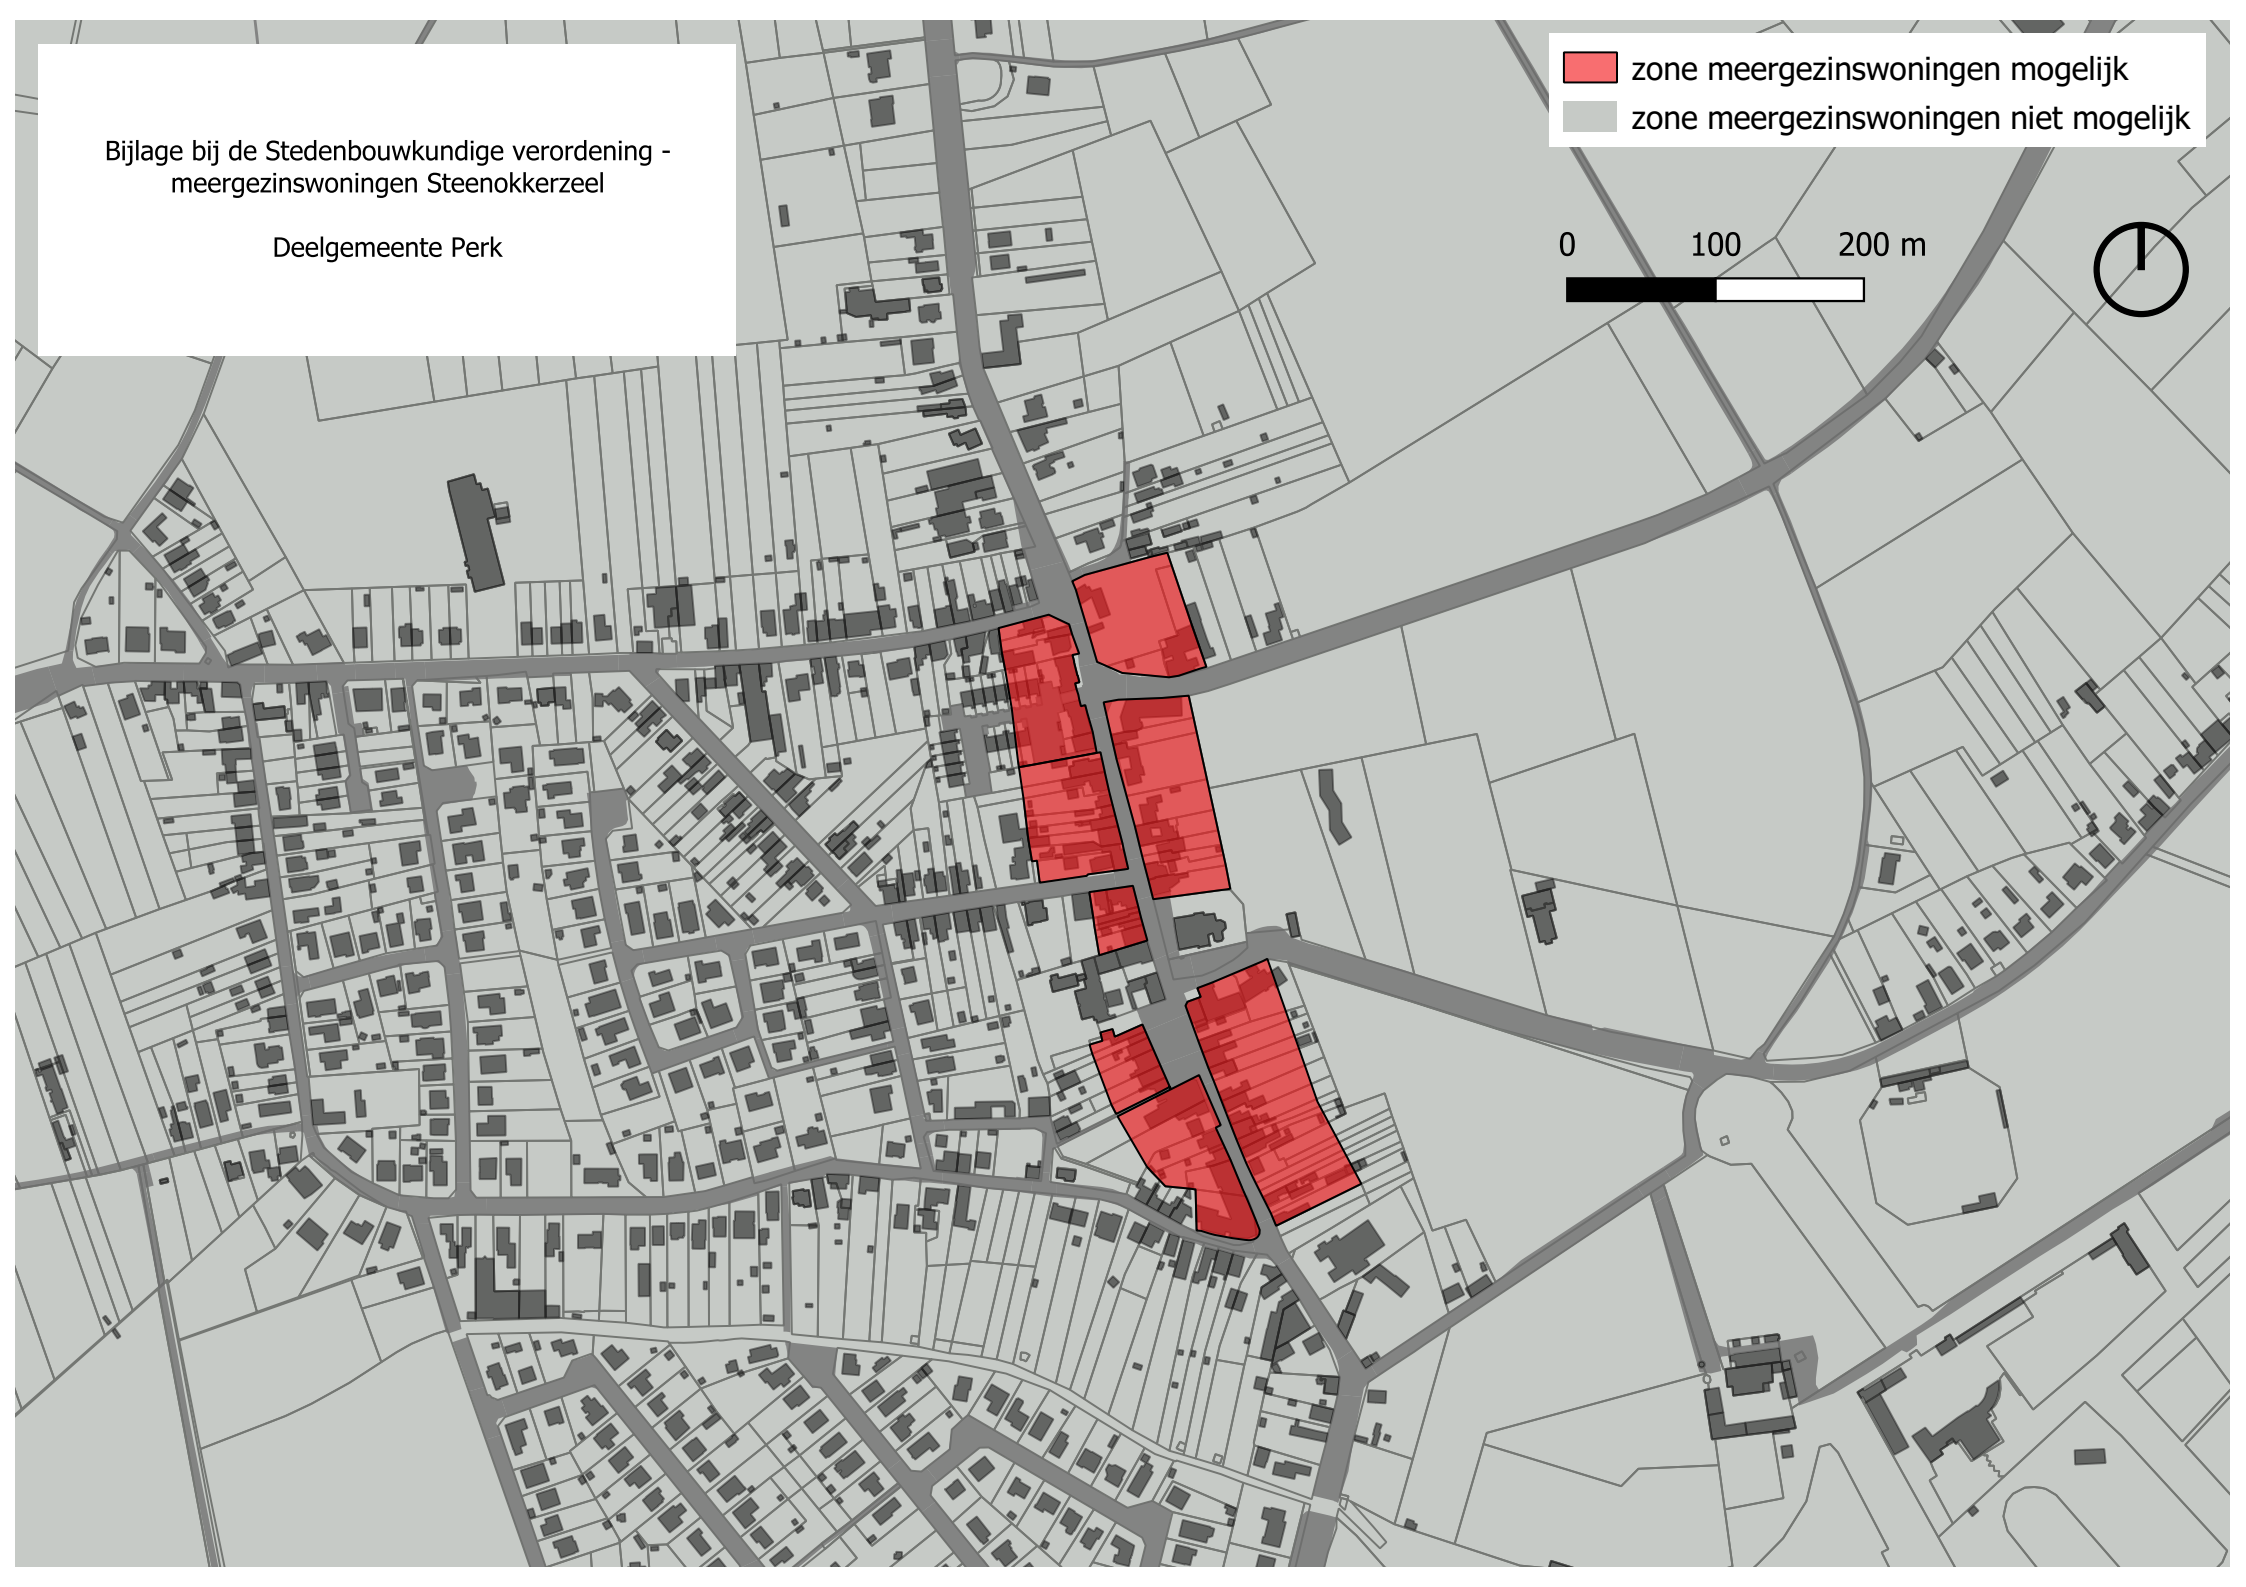 Bijlage bij de Stedenbouwkundige verordening -
meergezinswoningen Steenokkerzeel
Deelgemeente Perk
zone meergezinswoningen mogelijk
zone meergezinswoningen niet mogelijk
0 100 200 m